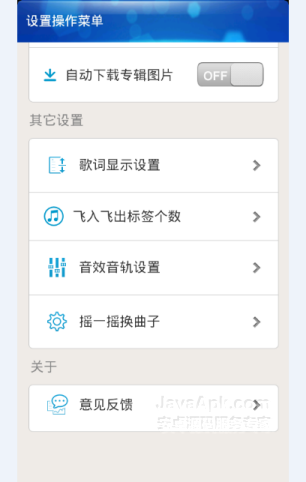 设置操作菜单
自动下载专辑图片
OFF
其它设置
歌词显示设置
飞入飞出标签个数
音效音轨设置
摇一摇换曲子
关于
意见反馈
JavaApk.com
安卓源码服务专家